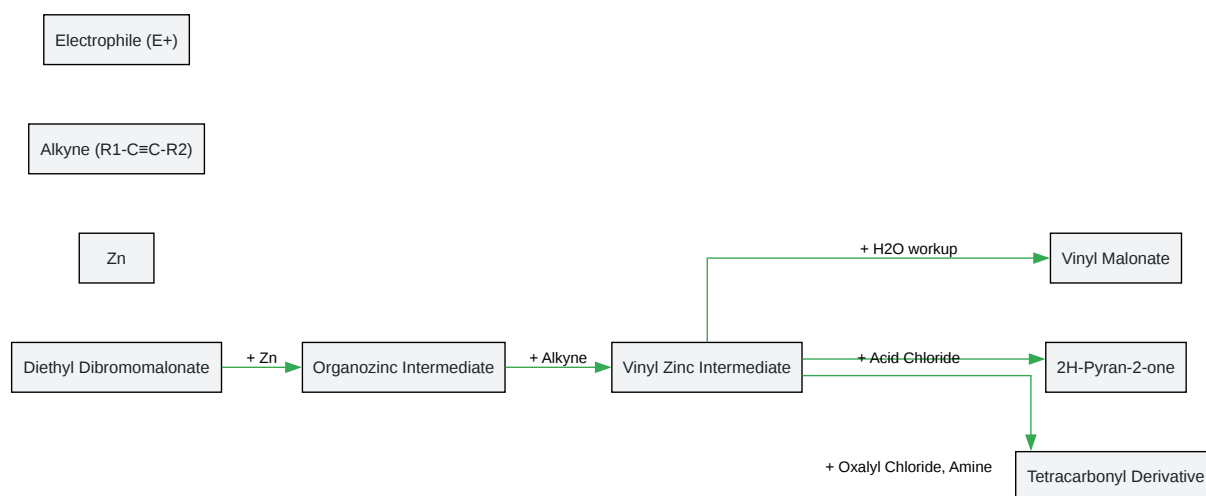 Electrophile (E+)
Alkyne (R1-C≡C-R2)
Zn
+ H2O workup
Vinyl Malonate
Diethyl Dibromomalonate
+ Zn
Organozinc Intermediate
+ Alkyne
Vinyl Zinc Intermediate
+ Acid Chloride
2H-Pyran-2-one
+ Oxalyl Chloride, Amine
Tetracarbonyl Derivative